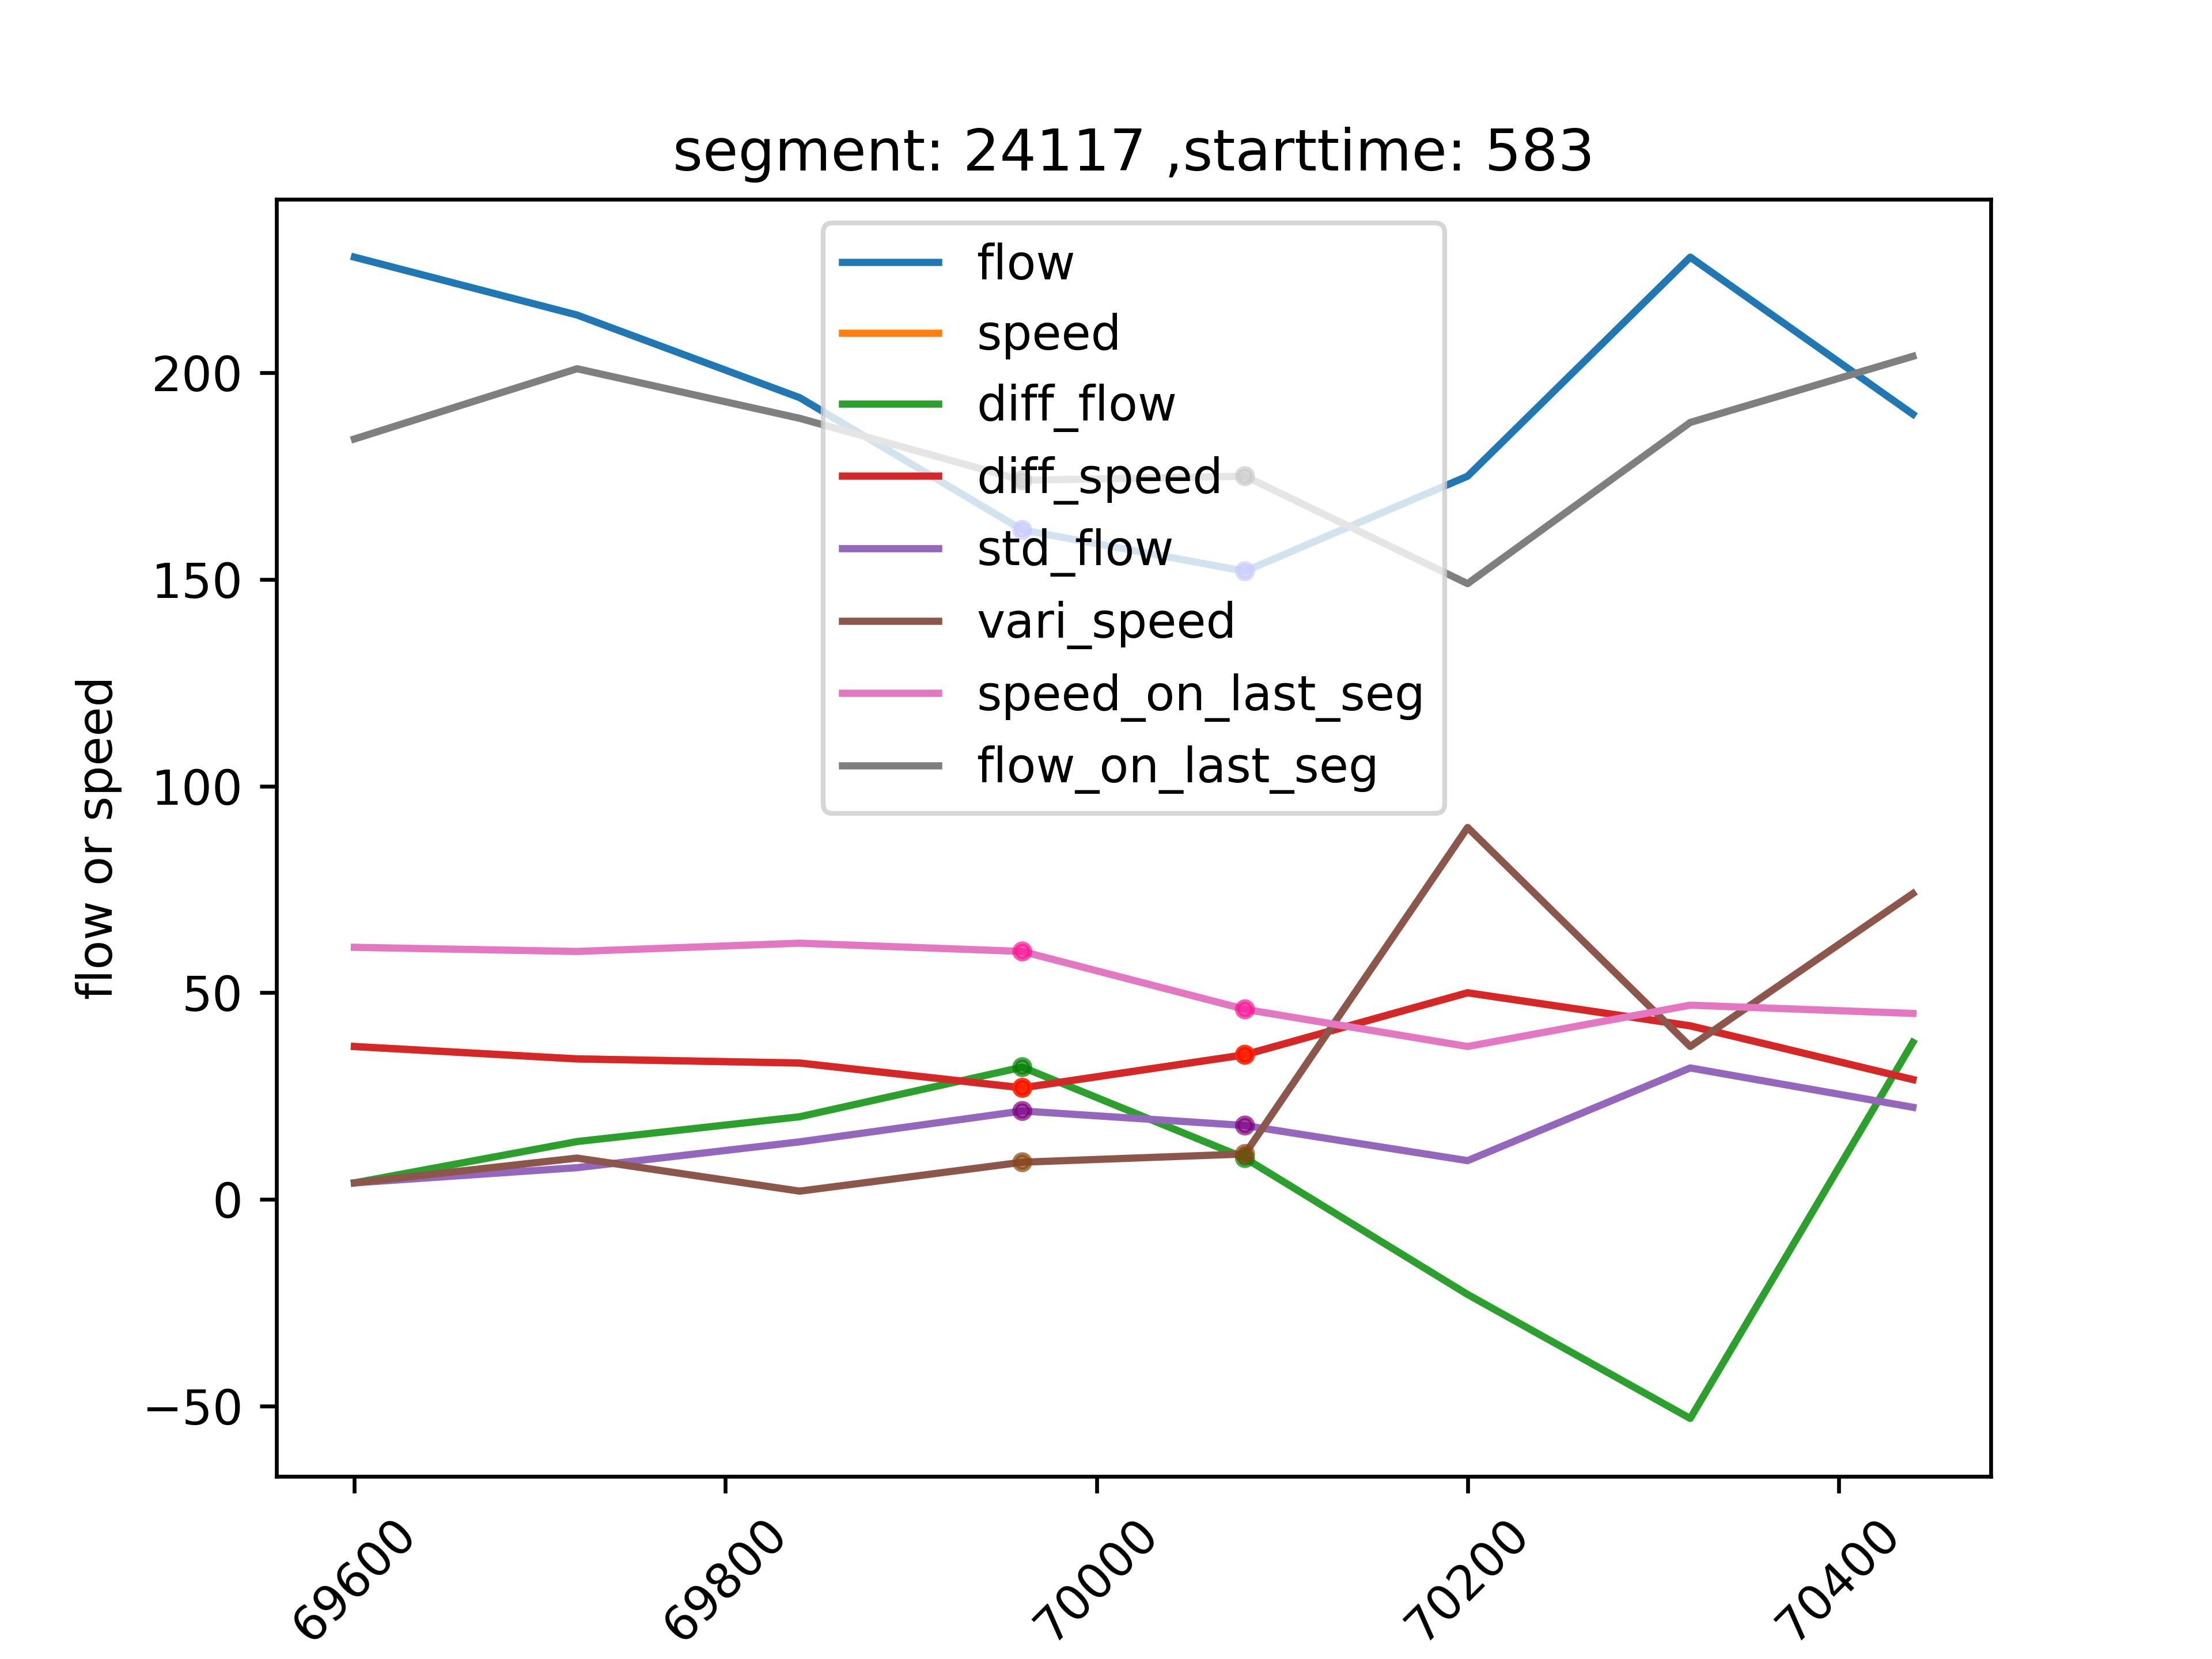 segment: 24117 ,starttime: 583
flow
speed
diff_flow
diff_speed
std_flow
vari_speed
speed_on_last_seg
flow_on_last_seg
flow or speed
200
150
100
50
0
−50
69600
69800
70000
70200
70400